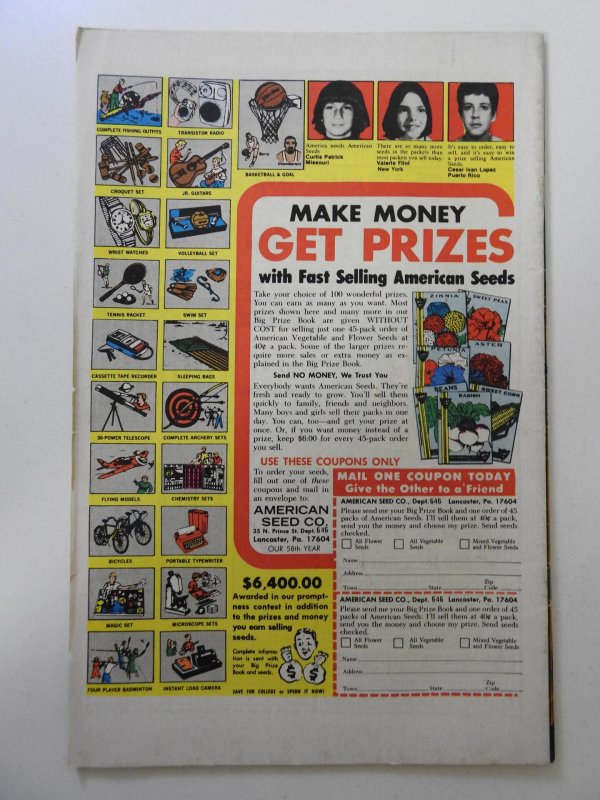 COMPLETE FISHING OUTFITS
TRANSISTOR RADIO
CROQUET SET
JR. GUITARS
WRIST WATCHES
VOLLEYBALL SET
TENNIS RACKET
SWIM SET
CASSETTE TAPE RECORDER
SLEEPING BAGS
30-POWER TELESCOPE
COMPLETE ARCHERY SETS
FLYING MODELS
CHEMISTRY SETS
BICYCLES
PORTABLE TYPEWRITER
MAGIC SET
MICROSCOPE SETS
FOUR PLAYER BADMINTON
INSTANT LOAD CAMERA
BASKETBALL & GOAL
America needs American
Seeds
Curtis Patrick
Missouri
There are so many more
seeds in the packets than
most packets you sell today.
Valerie Flint
New York
It's easy to order, easy to
sell, and it's easy to win
a prize selling American
Seeds.
Cesar Ivan Lopez
Puerto Rico
MAKE MONEY
GET PRIZES
with Fast Selling American Seeds
Take your choice of 100 wonderful prizes.
You can earn as many as you want. Most
prizes shown here and many more in our
Big Prize Book are given WITHOUT
COST for selling just one 45-pack order of
American Vegetable and Flower Seeds at
40¢ a pack. Some of the larger prizes re-
quire more sales or extra money as ex-
plained in the Big Prize Book.
Send NO MONEY, We Trust You
Everybody wants American Seeds. They're
fresh and ready to grow. You'll sell them
quickly to family, friends and neighbors.
Many boys and girls sell their packs in one
day. You can, too—and get your prize at
once. Or, if you want money instead of a
prize, keep $6.00 for every 45-pack order
you sell.
ZINNIA
SWEET PEAS
PETUNIA
ASTER
BEANS
RADISH
SWEET CORN
USE THESE COUPONS ONLY
To order your seeds,
fill out one of these
coupons and mail in
an envelope to:
AMERICAN
SEED CO.
35 N. Prince St. Dept. 646
Lancaster, Pa. 17604
OUR 58th YEAR
$6,400.00
Awarded in our prompt-
ness contest in addition
to the prizes and money
you earn selling
seeds.
Complete informa-
tion is sent with
your Big Prize
Book and seeds.
$ $
SAVE FOR COLLEGE or SPEND IT NOW!
MAIL ONE COUPON TODAY
Give the Other to a Friend
AMERICAN SEED CO., Dept. 646 Lancaster, Pa. 17604
Please send me your Big Prize Book and one order of 45
packs of American Seeds. I'll sell them at 40¢ a pack,
send you the money and choose my prize. Send seeds
checked.
All Flower
Seeds
All Vegetable
Seeds
Mixed Vegetable
and Flower Seeds
Name
Address
Town State Zip Code
AMERICAN SEED CO., Dept. 646 Lancaster, Pa. 17604
Please send me your Big Prize Book and one order of 45
packs of American Seeds. I'll sell them at 40¢ a pack,
send you the money and choose my prize. Send seeds
checked.
All Flower
Seeds
All Vegetable
Seeds
Mixed Vegetable
and Flower Seeds
Name
Address
Town State Zip Code